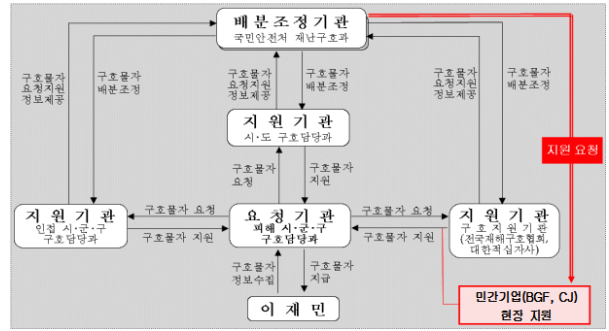 배분조정기관
국민안전처 재난구호과
구호물자
요청지원
정보제공
구호물자
배분조정
구호물자
요청지원
정보제공
구호물자
배분조정
구호물자
요청지원
정보제공
구호물자
배분조정
지원기관
시·도 구호담당과
지원 요청
구호물자
요청
구호물자
지원
지원기관
인접 시·군·구
구호담당과
구호물자 요청
구호물자 지원
요청기관
피해 시·군·구
구호담당과
구호물자 요청
구호물자 지원
지원기관
구호지원기관
(전국재해구호협회,
대한적십자사)
구호물자
정보수집
구호물자
지급
이재민
민간기업(BGF, CJ)
현장 지원